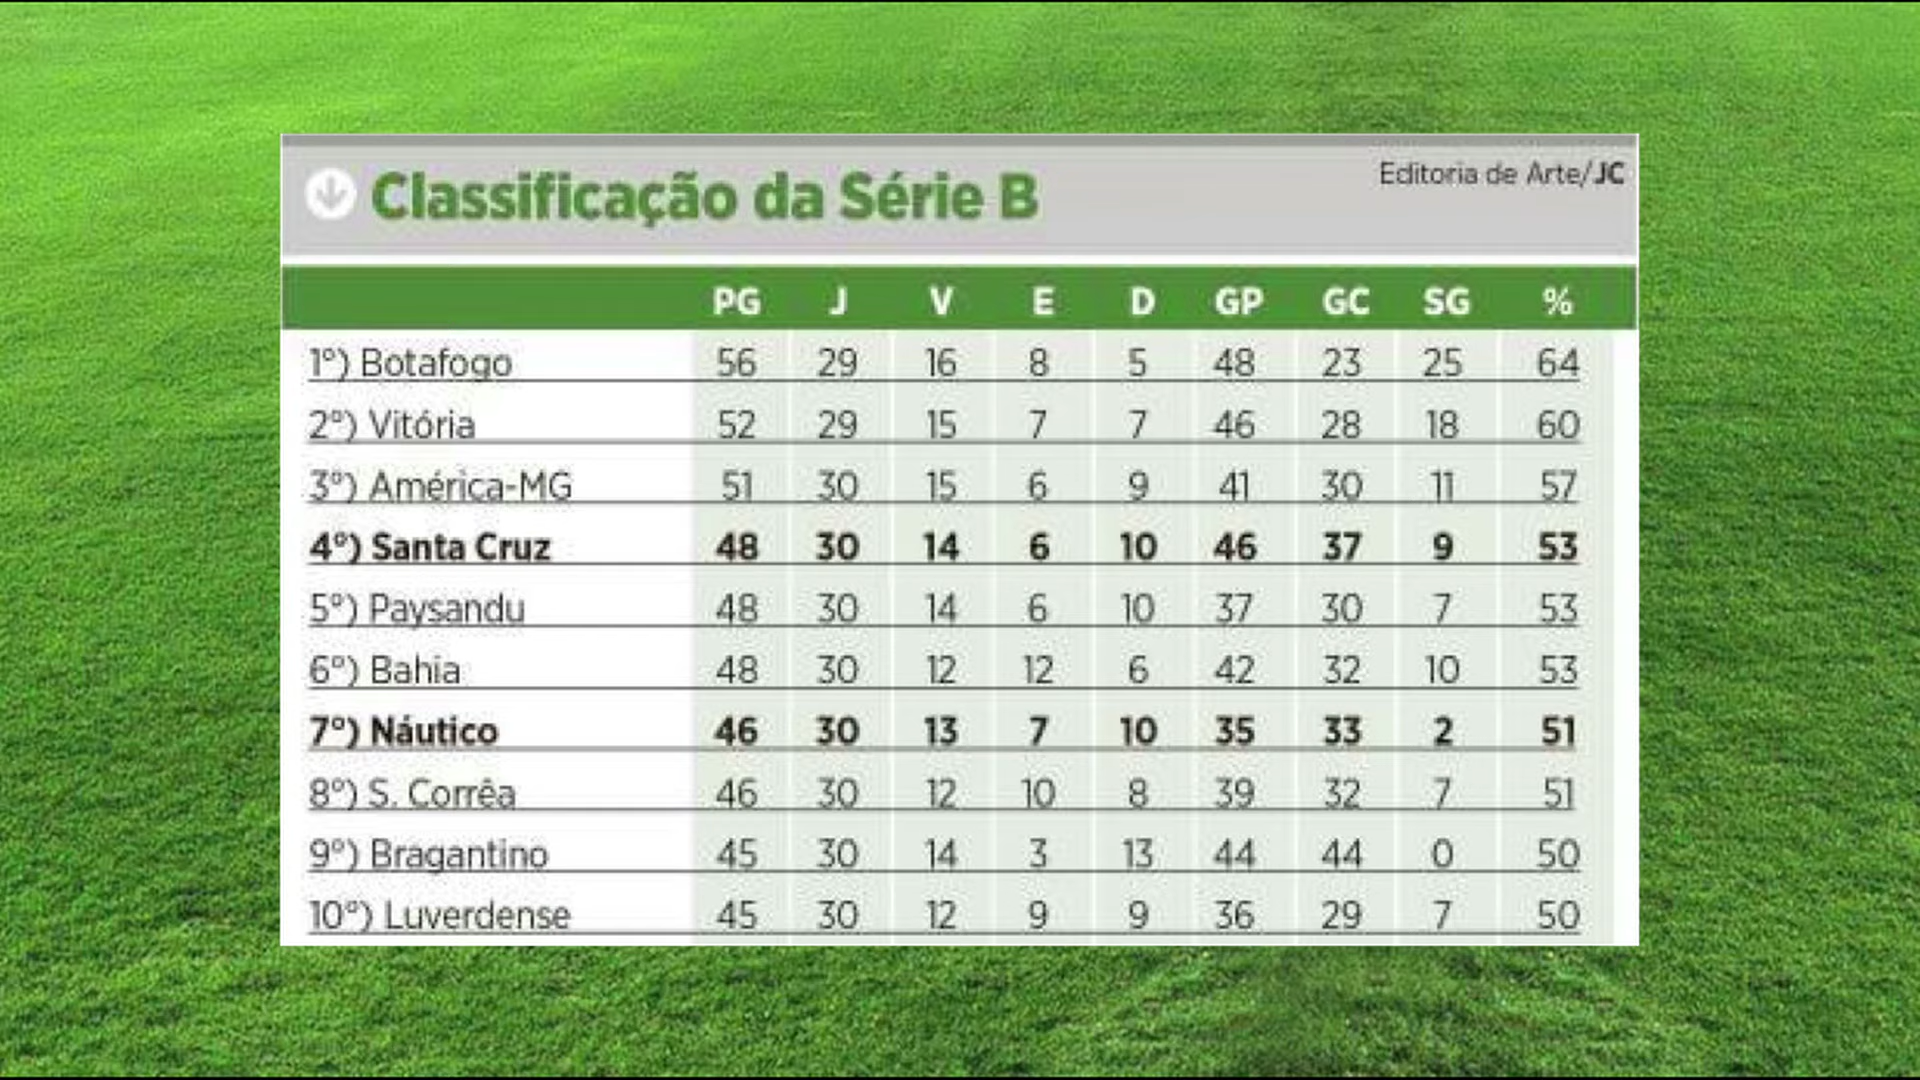 Classificação da Série B
Editoria de Arte/JC
PG J V E D GP GC SG %
1º) Botafogo 56 29 16 8 5 48 23 25 64
2º) Vitória 52 29 15 7 7 46 28 18 60
3º) América-MG 51 30 15 6 9 41 30 11 57
4º) Santa Cruz 48 30 14 6 10 46 37 9 53
5º) Paysandu 48 30 14 6 10 37 30 7 53
6º) Bahia 48 30 12 12 6 42 32 10 53
7º) Náutico 46 30 13 7 10 35 33 2 51
8º) S. Corrêa 46 30 12 10 8 39 32 7 51
9º) Bragantino 45 30 14 3 13 44 44 0 50
10º) Luverdense 45 30 12 9 9 36 29 7 50